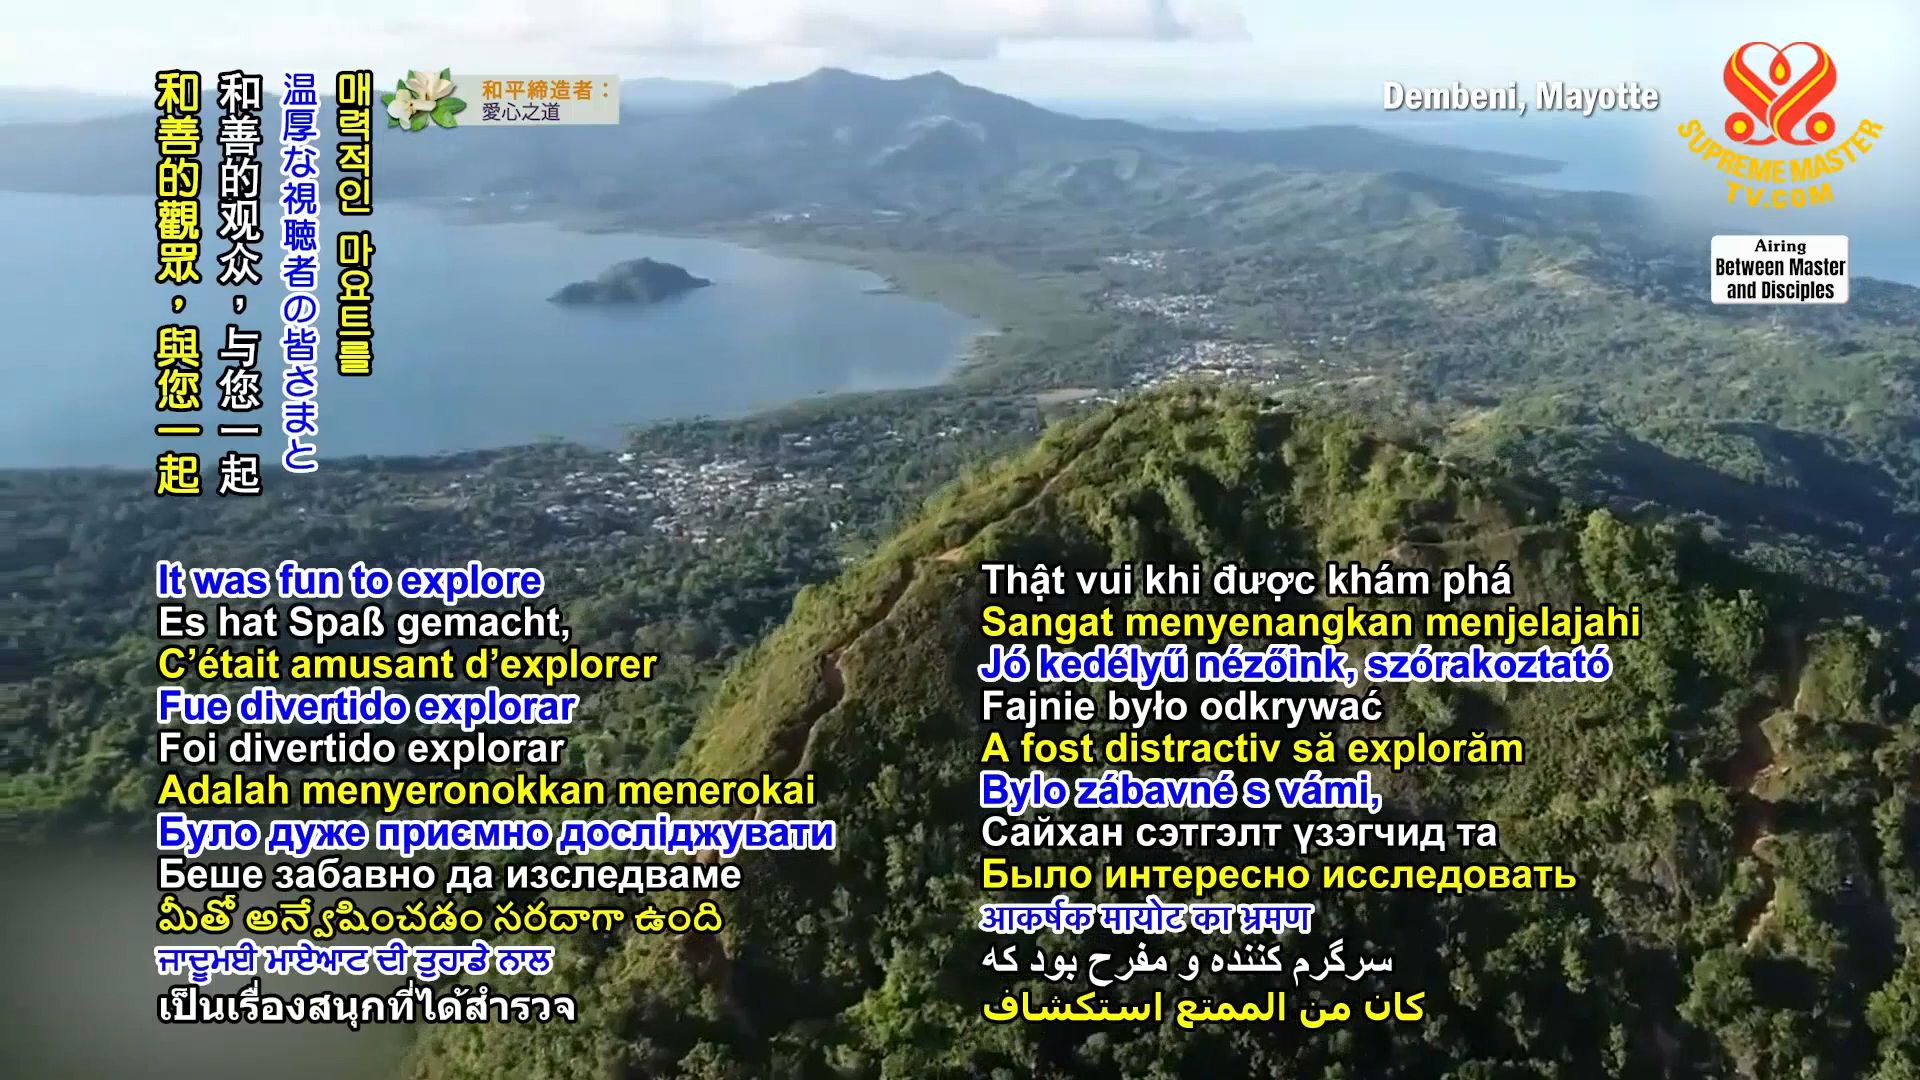 和善的觀眾，與您一起
和善的观众，与您一起
温厚な視聴者の皆さまと
매력적인 마요트를
和平締造者：
愛心之道
Dembeni, Mayotte
SUPREME MASTER
TV.COM
Airing
Between Master
and Disciples
It was fun to explore
Es hat Spaß gemacht,
C’était amusant d’explorer
Fue divertido explorar
Foi divertido explorar
Adalah menyeronokkan menerokai
Було дуже приємно досліджувати
Беше забавно да изследваме
మీతో అన్వేషించడం సరదాగా ఉంది
ਜਾਦੂਮਈ ਮਾਏਆਟ ਦੀ ਤੁਹਾਡੇ ਨਾਲ
เป็นเรื่องสนุกที่ได้สำรวจ
Thật vui khi được khám phá
Sangat menyenangkan menjelajahi
Jó kedélyű nézőink, szórakoztató
Fajnie było odkrywać
A fost distractiv să explorăm
Bylo zábavné s vámi,
Сайхан сэтгэлт үзэгчид та
Было интересно исследовать
आकर्षक मायोट का भ्रमण
سرگرم کننده و مفرح بود که
كان من الممتع استكشاف